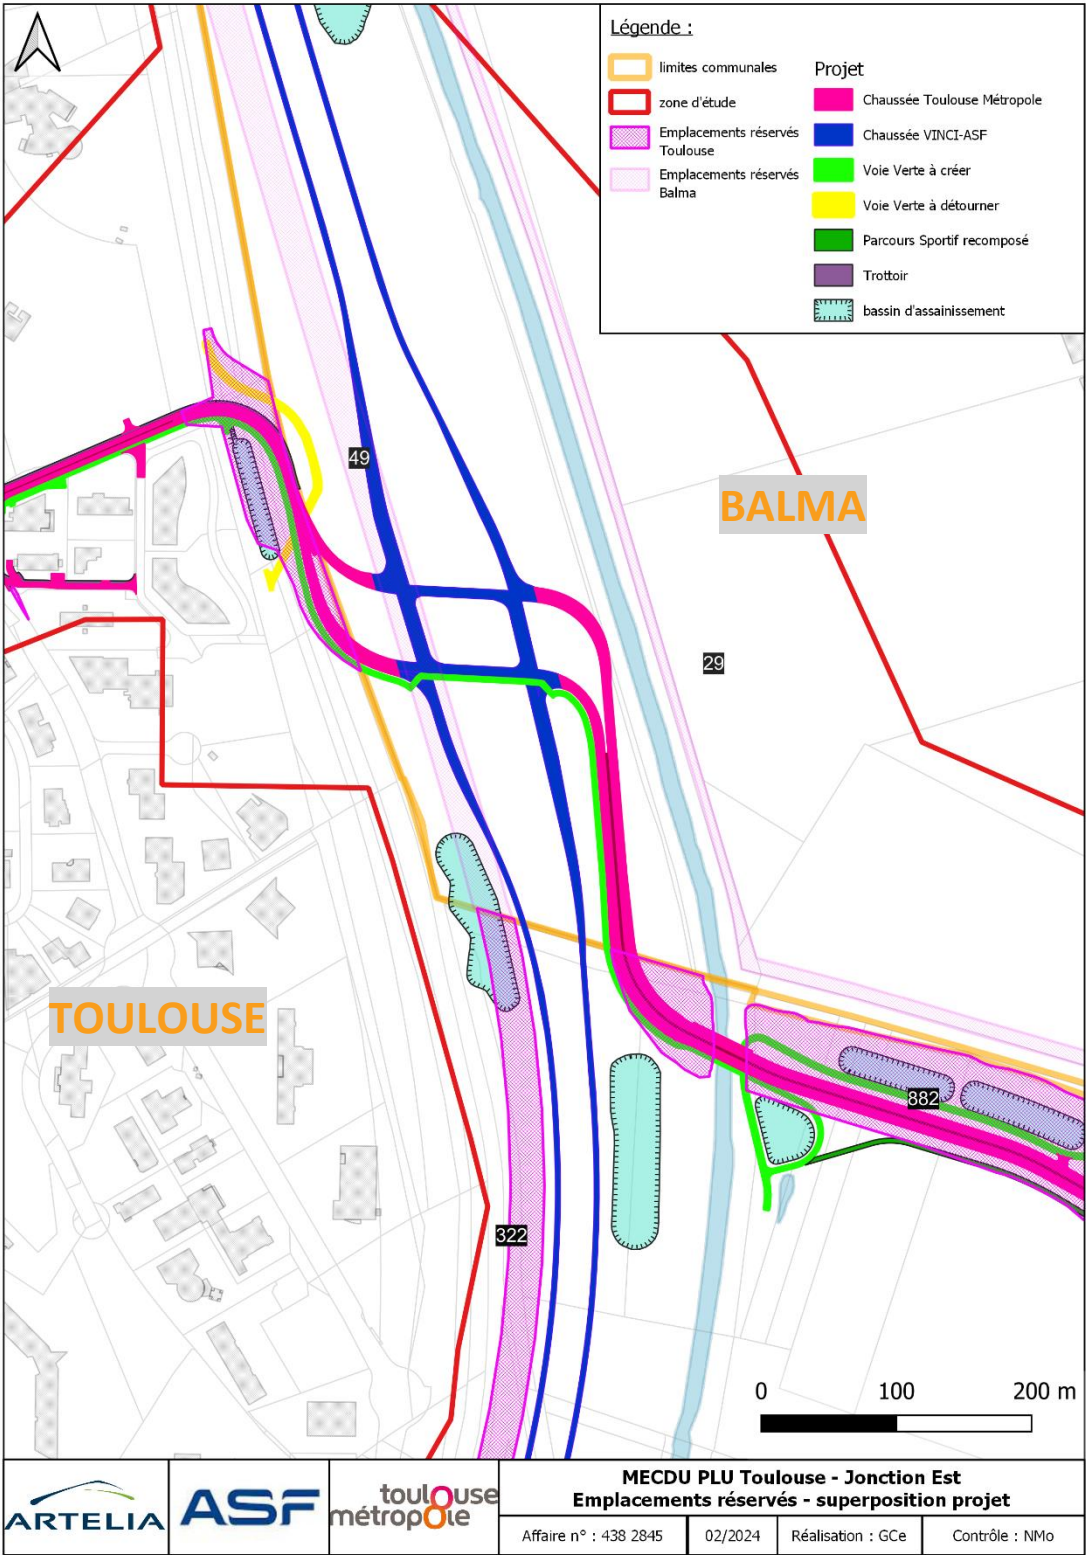 Légende :
limites communales
zone d'étude
Emplacements réservés
Toulouse
Emplacements réservés
Balma
Projet
Chaussée Toulouse Métropole
Chaussée VINCI-ASF
Voie Verte à créer
Voie Verte à détourner
Parcours Sportif recomposé
Trottoir
bassin d'assainissement
49
BALMA
29
TOULOUSE
882
322
0 100 200 m
ARTELIA
ASF
toulouse
métropole
MECDU PLU Toulouse - Jonction Est
Emplacements réservés - superposition projet
Affaire n° : 438 2845
02/2024
Réalisation : GCe
Contrôle : NMo